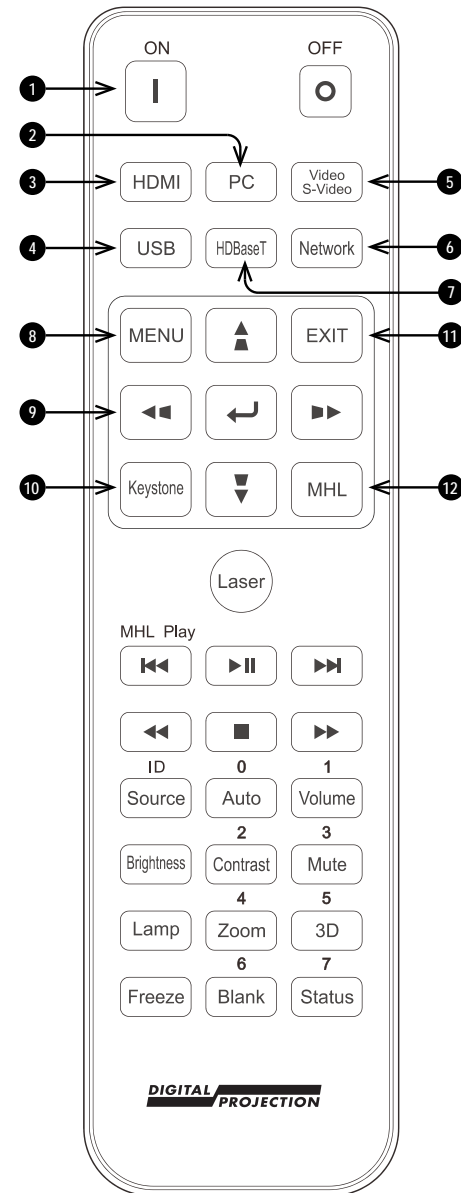 ON OFF
I O
1
2
3 HDMI PC Video
S-Video 5
4 USB HDBaseT Network 6
7
8 MENU EXIT 11
9
10 Keystone MHL 12
Laser
MHL Play
ID 0 1
Source Auto Volume
2 3
Brightness Contrast Mute
4 5
Lamp Zoom 3D
6 7
Freeze Blank Status
DIGITAL
PROJECTION